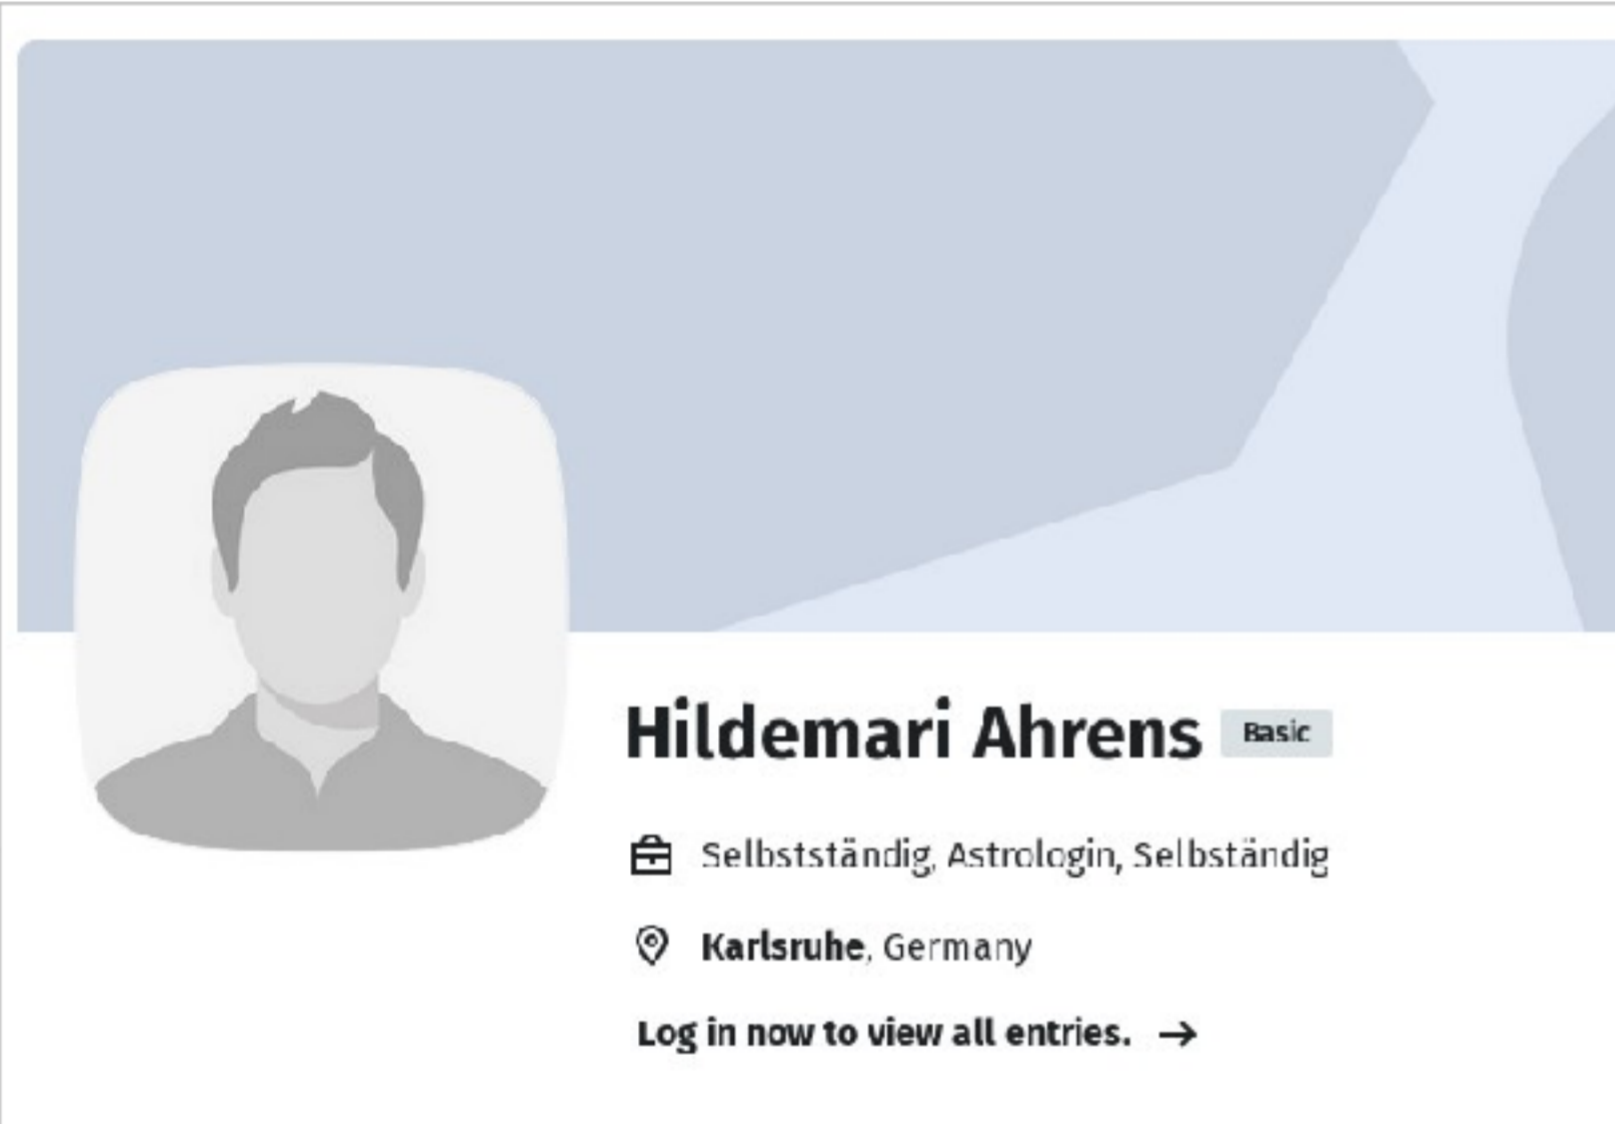 Hildemari Ahrens Basic
Selbstständig, Astrologin, Selbständig
Karlsruhe, Germany
Log in now to view all entries. →